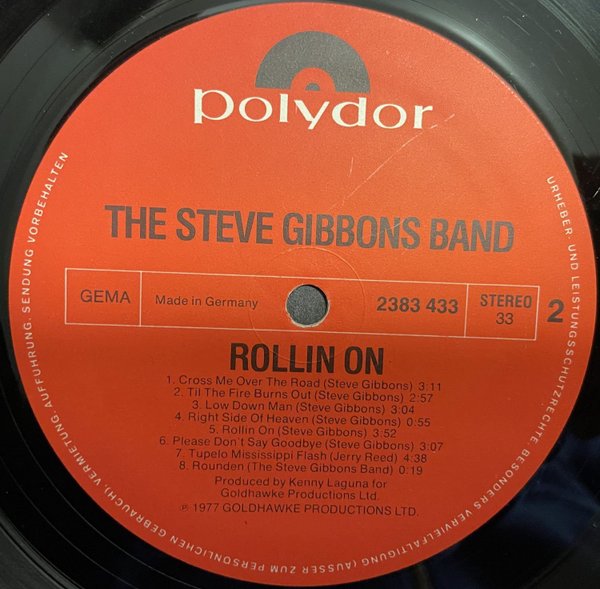 polydor
THE STEVE GIBBONS BAND
GEMA
Made in Germany
2383 433
STEREO
33
2
ROLLIN ON
1. Cross Me Over The Road (Steve Gibbons) 3:11
2. Til The Fire Burns Out (Steve Gibbons) 2:57
3. Low Down Man (Steve Gibbons) 3:04
4. Right Side Of Heaven (Steve Gibbons) 0:55
5. Rollin On (Steve Gibbons) 3:52
6. Please Don't Say Goodbye (Steve Gibbons) 3:07
7. Tupelo Mississippi Flash (Jerry Reed) 4:38
8. Rounden (The Steve Gibbons Band) 0:19
Produced by Kenny Laguna for
Goldhawke Productions Ltd.
℗ 1977 GOLDHAWKE PRODUCTIONS LTD.
URHEBER- UND LEISTUNGSSCHUTZRECHTE, BESONDERS VERVIELFÄLTIGUNG (AUSSER ZUM PERSÖNLICHEN GEBRAUCH), VERMIETUNG, AUFFÜHRUNG, SENDUNG VORBEHALTEN